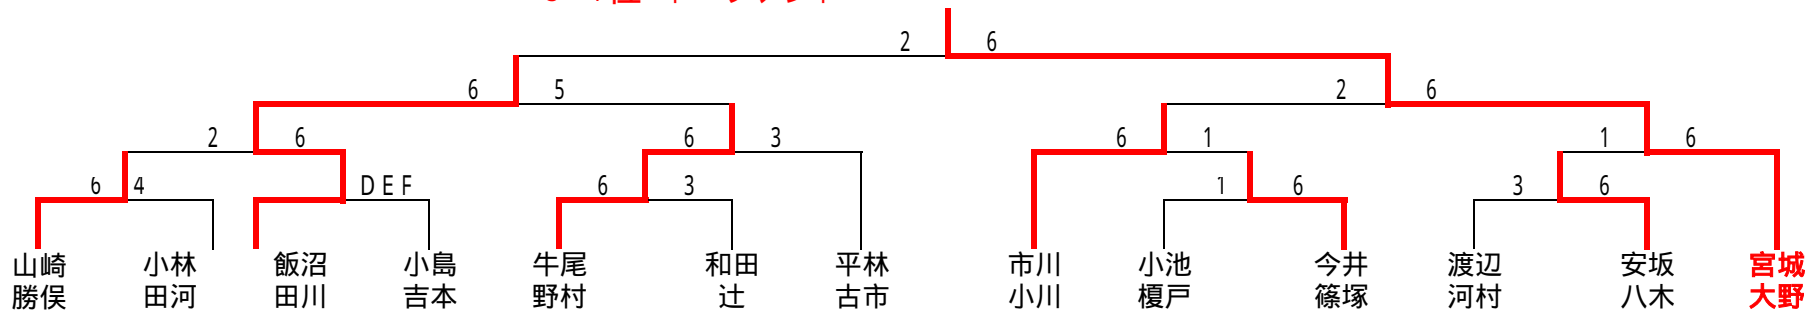 2 6
6 5 2 6
2 6 6 3 6 1 1 6
6 4 DEF 6 3 1 6 3 6
山崎 小林 飯沼 小島 牛尾 和田 平林 市川 小池 今井 渡辺 安坂 宮城
勝俣 田河 田川 吉本 野村 辻 古市 小川 榎戸 篠塚 河村 八木 大野